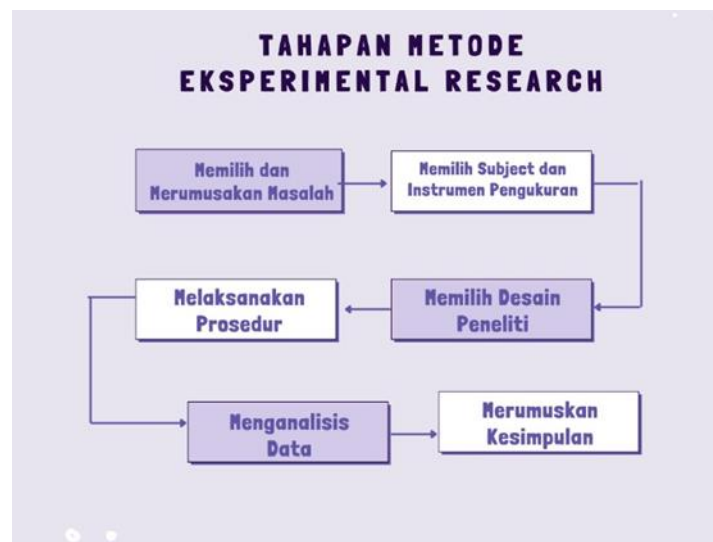 TAHAPAN METODE
EKSPERIMENTAL RESEARCH
Memilih dan
Merumusakan Masalah
Memilih Subject dan
Instrumen Pengukuran
Melaksanakan
Prosedur
Memilih Desain
Peneliti
Menganalisis
Data
Merumuskan
Kesimpulan